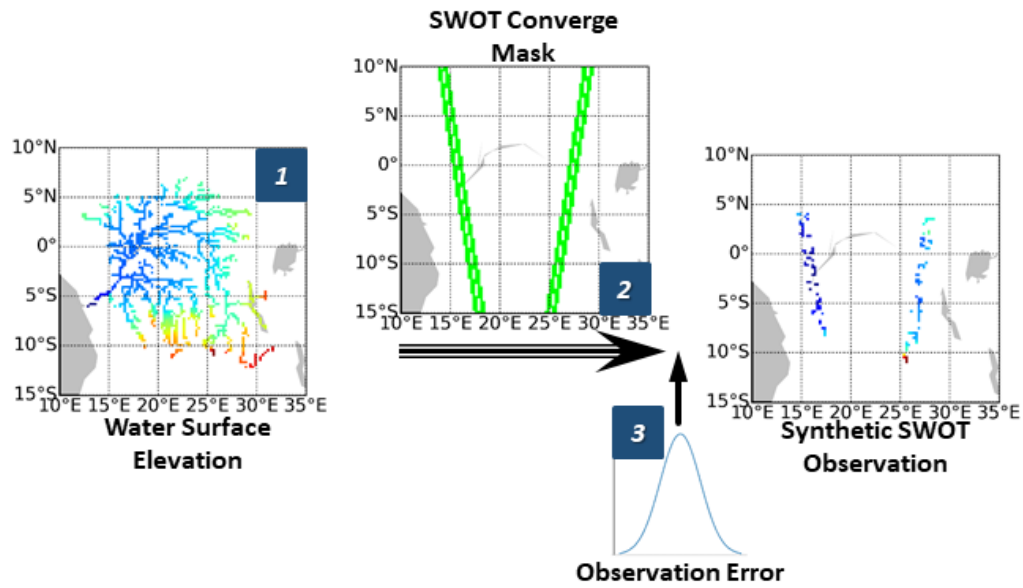 SWOT Converge
Mask
10°N
5°N
0°
5°S
10°S
15°S
10°E 15°E 20°E 25°E 30°E 35°E
2
10°N
5°N
0°
5°S
10°S
15°S
10°E 15°E 20°E 25°E 30°E 35°E
1
Water Surface
Elevation
10°N
5°N
0°
5°S
10°S
15°S
10°E 15°E 20°E 25°E 30°E 35°E
Synthetic SWOT
Observation
3
Observation Error